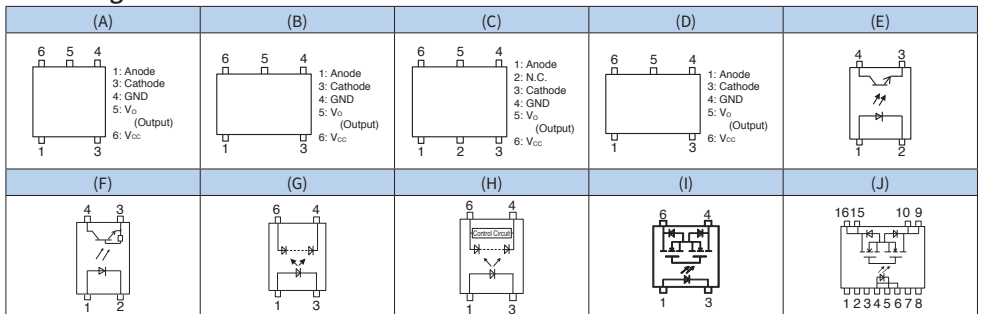 (A) (B) (C) (D) (E)
6 5 4
1: Anode
3: Cathode
4: GND
5: Vo
(Output)
6: Vcc
1 3
6 5 4
1: Anode
3: Cathode
4: GND
5: Vo
(Output)
6: Vcc
1 3
6 5 4
1: Anode
2: N.C.
3: Cathode
4: GND
5: Vo
(Output)
6: Vcc
1 2 3
6 5 4
1: Anode
3: Cathode
4: GND
5: Vo
(Output)
6: Vcc
1 3
4 3
1 2
(F) (G) (H) (I) (J)
4 3
1 2
6 4
1 3
6 4
Control Circuit
1 3
6 4
1 3
1615 10 9
1 2 3 4 5 6 7 8